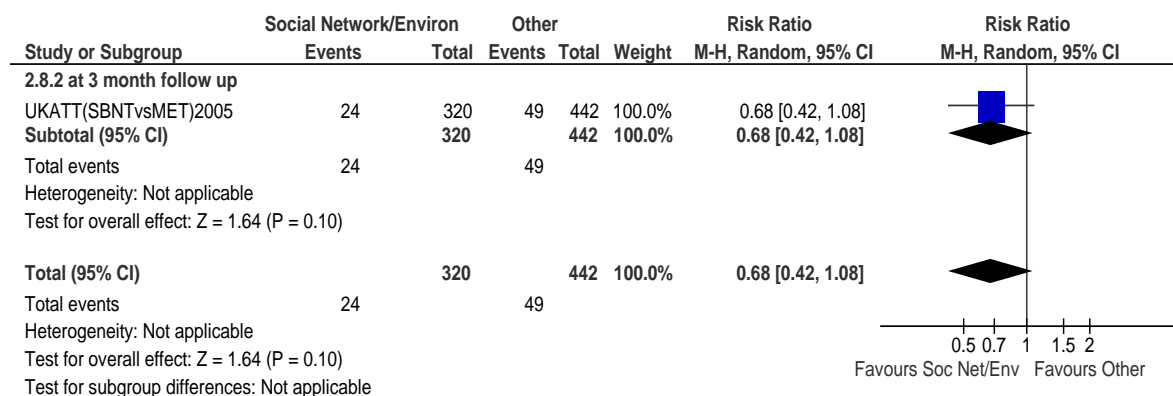 Social Network/Environ Other Risk Ratio Risk Ratio
Study or Subgroup Events Total Events Total Weight M-H, Random, 95% CI M-H, Random, 95% CI
2.8.2 at 3 month follow up
UKATT(SBNTvsMET)2005 24 320 49 442 100.0% 0.68 [0.42, 1.08]
Subtotal (95% CI) 320 442 100.0% 0.68 [0.42, 1.08]
Total events 24 49
Heterogeneity: Not applicable
Test for overall effect: Z = 1.64 (P = 0.10)
Total (95% CI) 320 442 100.0% 0.68 [0.42, 1.08]
Total events 24 49
Heterogeneity: Not applicable
Test for overall effect: Z = 1.64 (P = 0.10)
Test for subgroup differences: Not applicable
0.5 0.7 1 1.5 2
Favours Soc Net/Env Favours Other